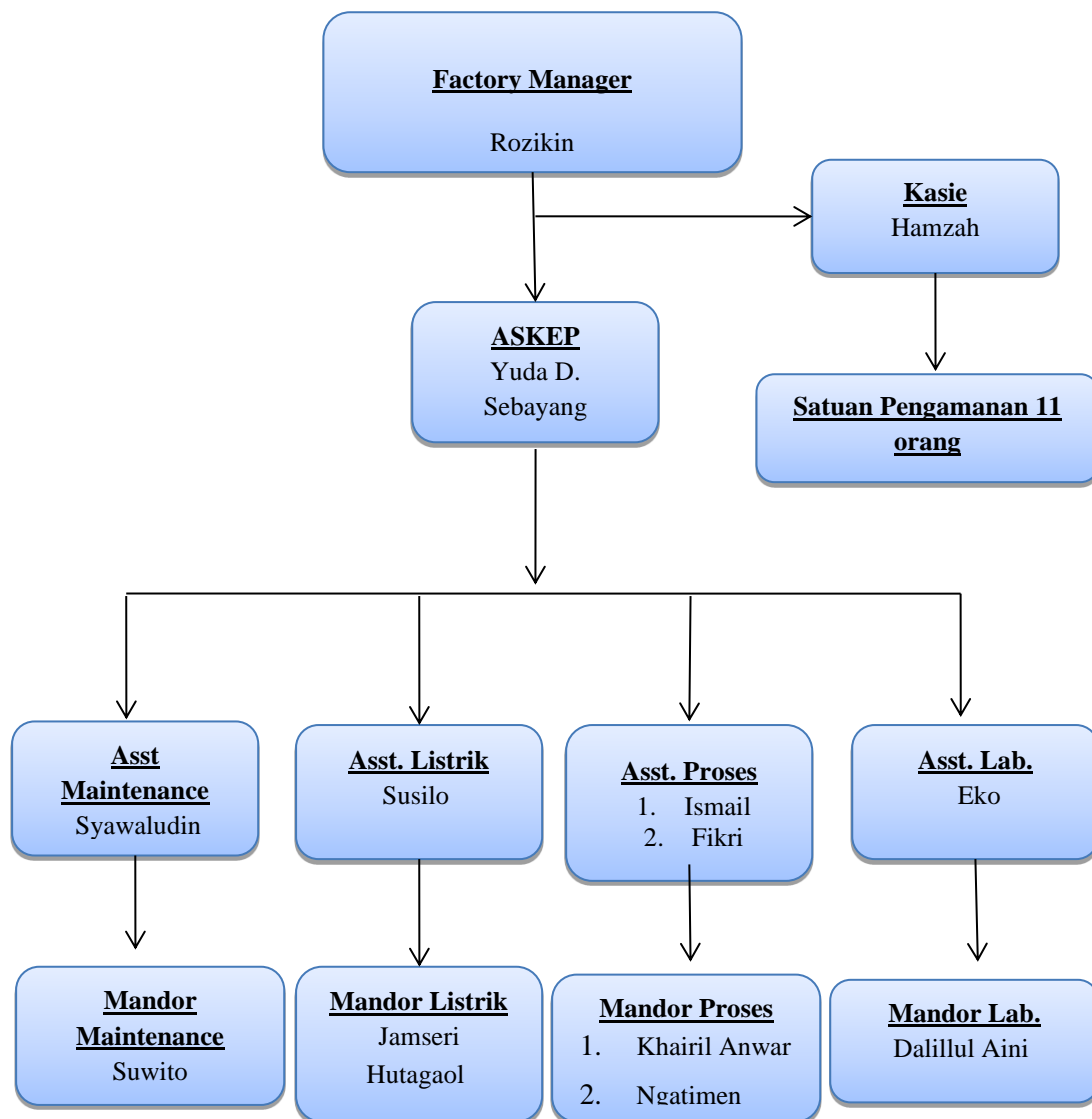 Factory Manager
Rozikin
Kasie
Hamzah
ASKEP
Yuda D.
Sebayang
Satuan Pengamanan 11
orang
Asst
Maintenance
Syawaludin
Asst. Listrik
Susilo
Asst. Proses
1. Ismail
2. Fikri
Asst. Lab.
Eko
Mandor
Maintenance
Suwito
Mandor Listrik
Jamseri
Hutagaol
Mandor Proses
1. Khairil Anwar
2. Ngatimen
Mandor Lab.
Dalillul Aini